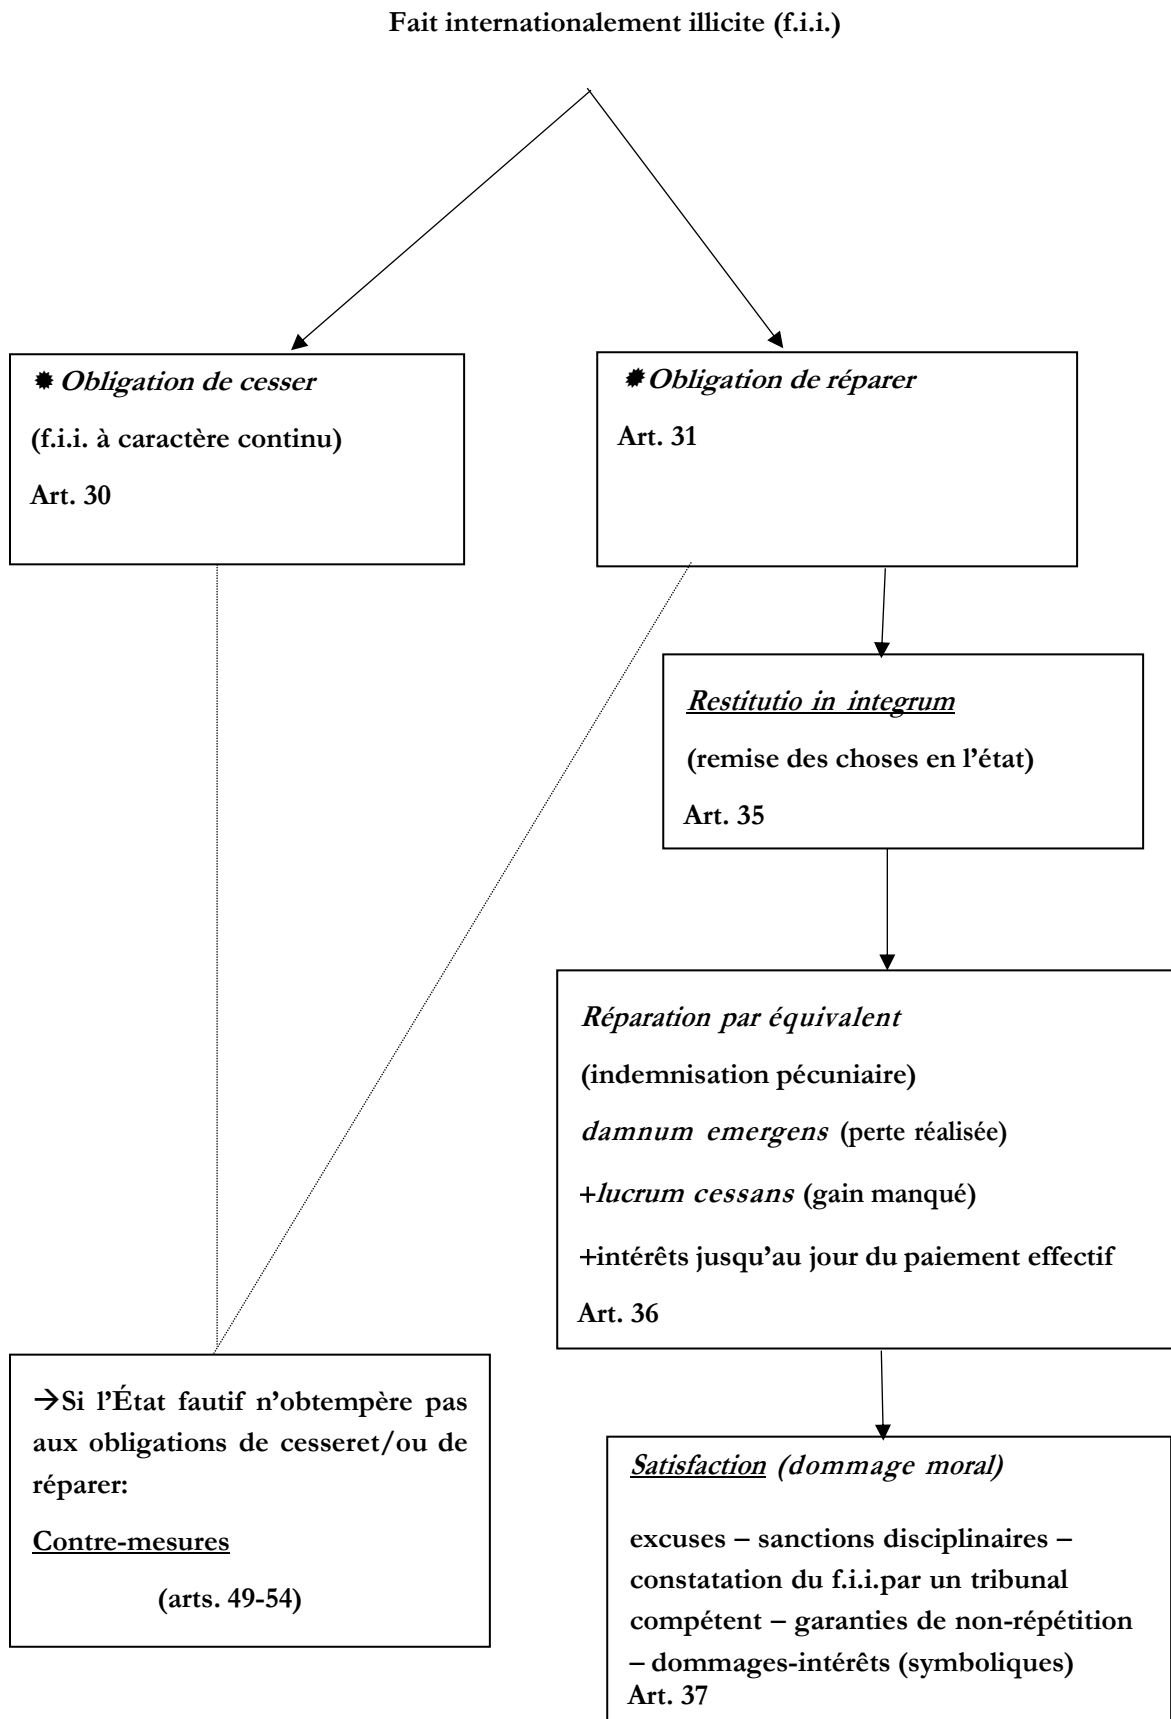 Fait internationalement illicite (f.i.i.)
✹ Obligation de cesser
(f.i.i. à caractère continu)
Art. 30
✹Obligation de réparer
Art. 31
Restitutio in integrum
(remise des choses en l’état)
Art. 35
Réparation par équivalent
(indemnisation pécuniaire)
damnum emergens (perte réalisée)
+lucrum cessans (gain manqué)
+intérêts jusqu’au jour du paiement effectif
Art. 36
→Si l’État fautif n’obtempère pas
aux obligations de cesseret/ou de
réparer:
Contre-mesures
(arts. 49-54)
Satisfaction (dommage moral)
excuses – sanctions disciplinaires –
constatation du f.i.i.par un tribunal
compétent – garanties de non-répétition
– dommages-intérêts (symboliques)
Art. 37